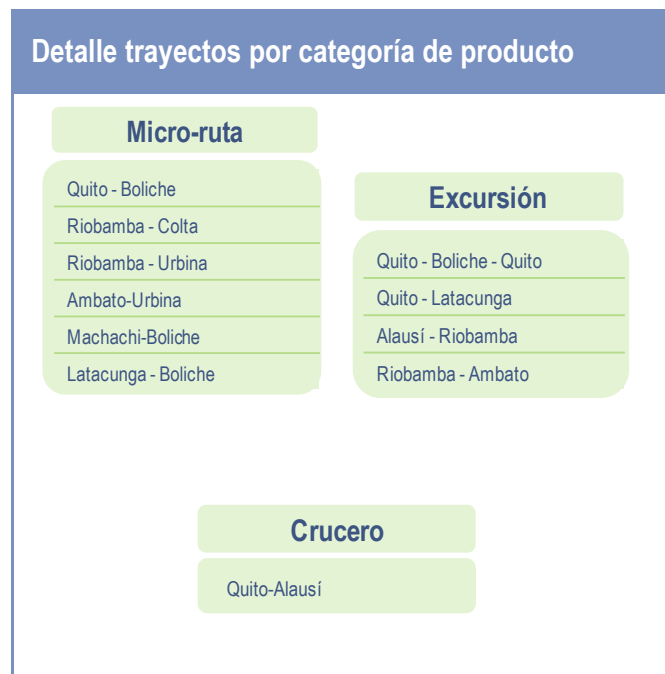 Detalle trayectos por categoría de producto
Micro-ruta
Quito - Boliche
Riobamba - Colta
Riobamba - Urbina
Ambato-Urbina
Machachi-Boliche
Latacunga - Boliche
Excursión
Quito - Boliche - Quito
Quito - Latacunga
Alausí - Riobamba
Riobamba - Ambato
Crucero
Quito-Alausí